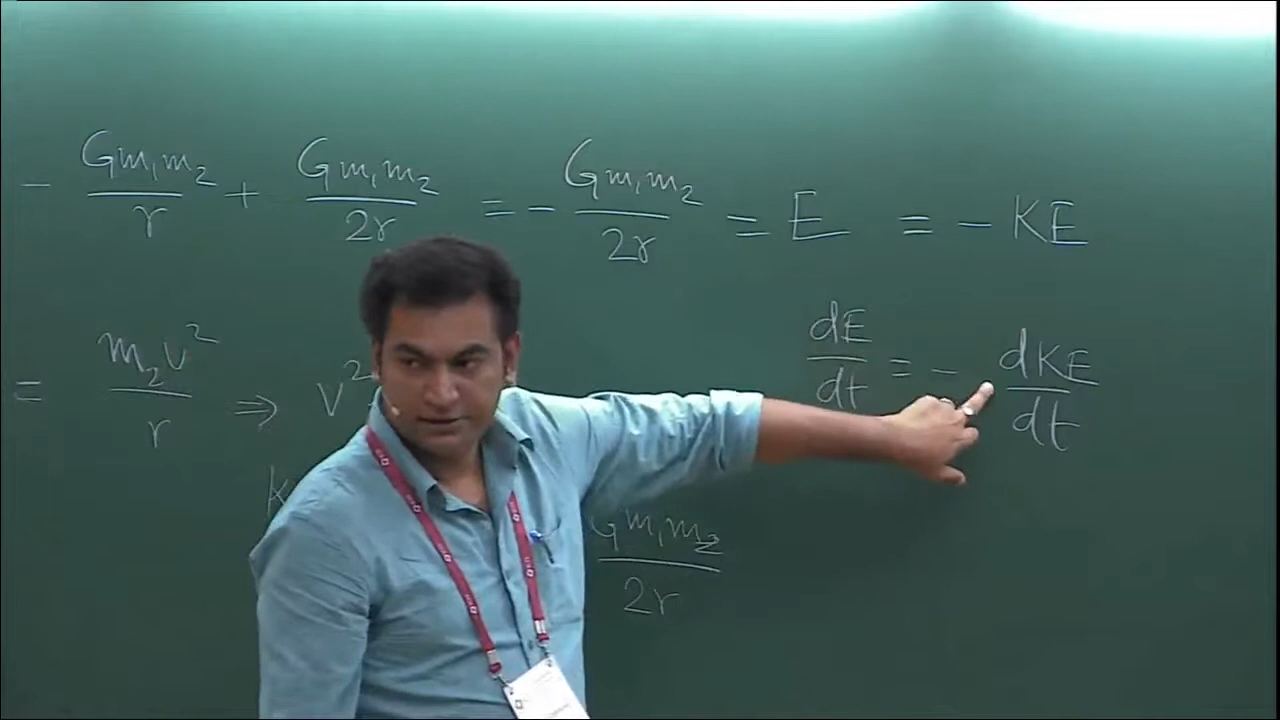 - Gm₁m₂/r + Gm₁m₂/2r = - Gm₁m₂/2r = E = - KE
dE/dt = - dKE/dt
= m₂v²/r ⇒ v²
K
Gm₁m₂/2r